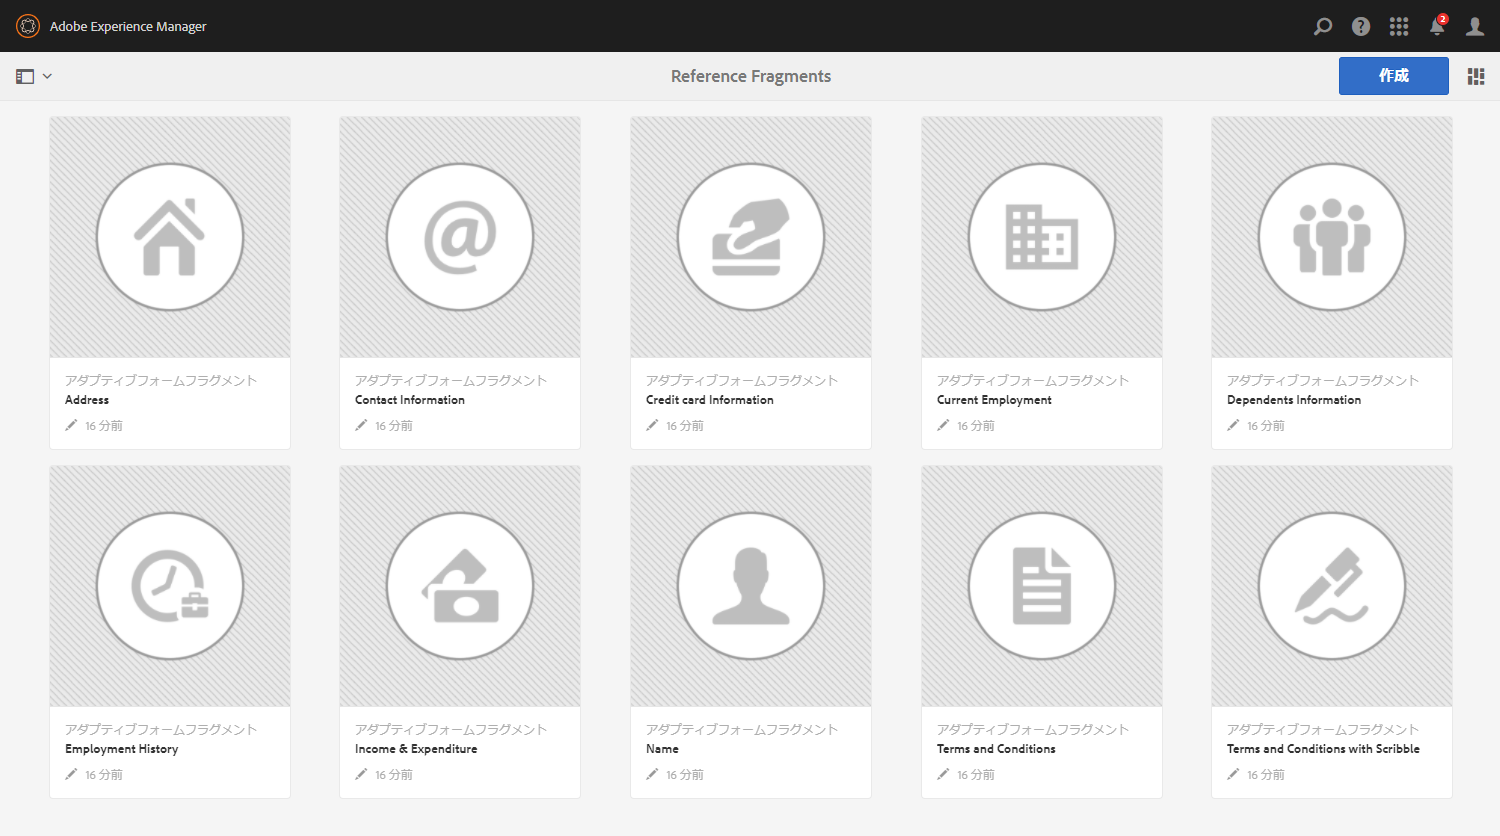 Adobe Experience Manager
2
Reference Fragments
作成
アダプティブフォームフラグメント
Address
16 分前
アダプティブフォームフラグメント
Contact Information
16 分前
アダプティブフォームフラグメント
Credit card Information
16 分前
アダプティブフォームフラグメント
Current Employment
16 分前
アダプティブフォームフラグメント
Dependents Information
16 分前
アダプティブフォームフラグメント
Employment History
16 分前
アダプティブフォームフラグメント
Income & Expenditure
16 分前
アダプティブフォームフラグメント
Name
16 分前
アダプティブフォームフラグメント
Terms and Conditions
16 分前
アダプティブフォームフラグメント
Terms and Conditions with Scribble
16 分前